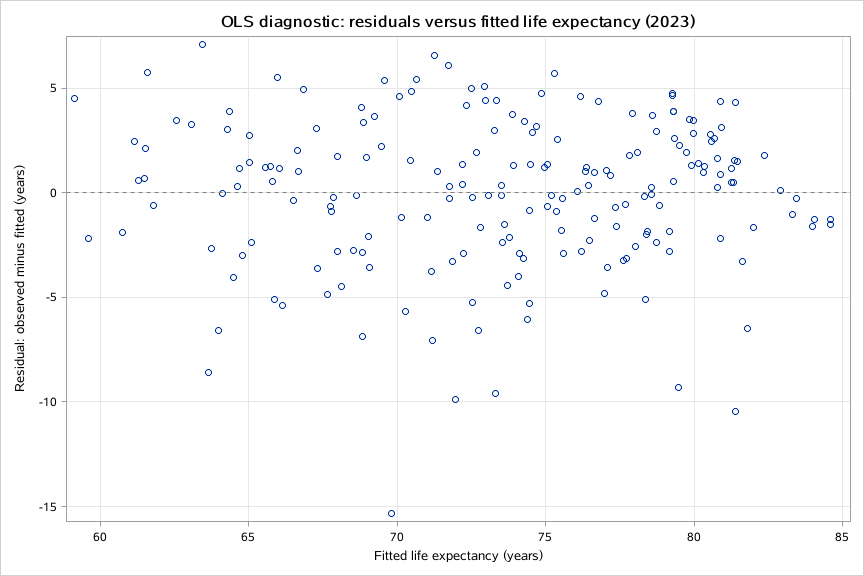 OLS diagnostic: residuals versus fitted life expectancy (2023)
Residual: observed minus fitted (years)
5
0
-5
-10
-15
60 65 70 75 80 85
Fitted life expectancy (years)